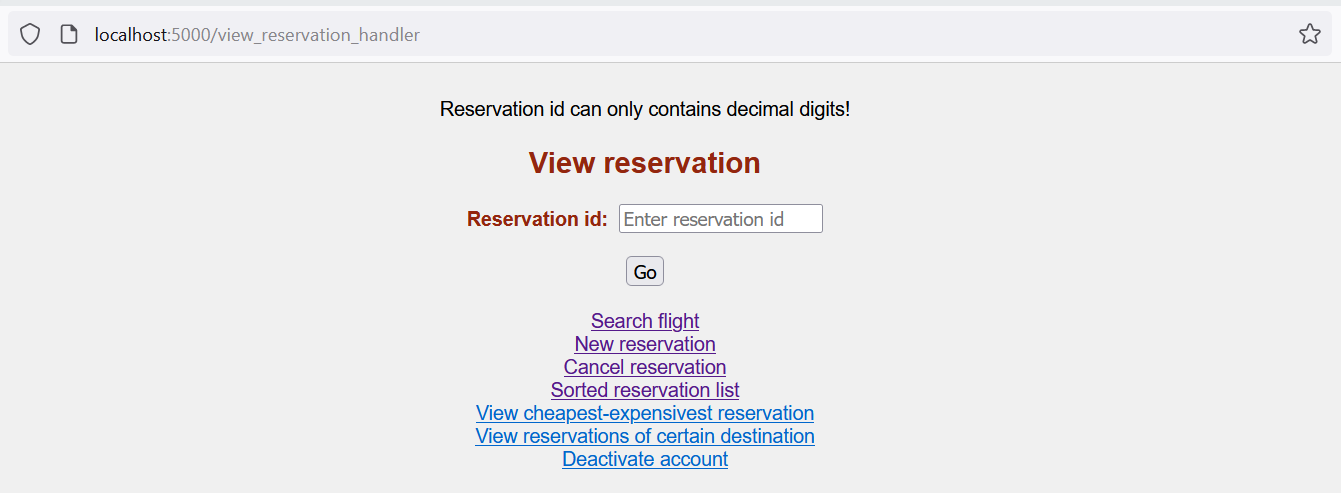 localhost:5000/view_reservation_handler
Reservation id can only contains decimal digits!
View reservation
Reservation id: Enter reservation id
Go
Search flight
New reservation
Cancel reservation
Sorted reservation list
View cheapest-expensivest reservation
View reservations of certain destination
Deactivate account